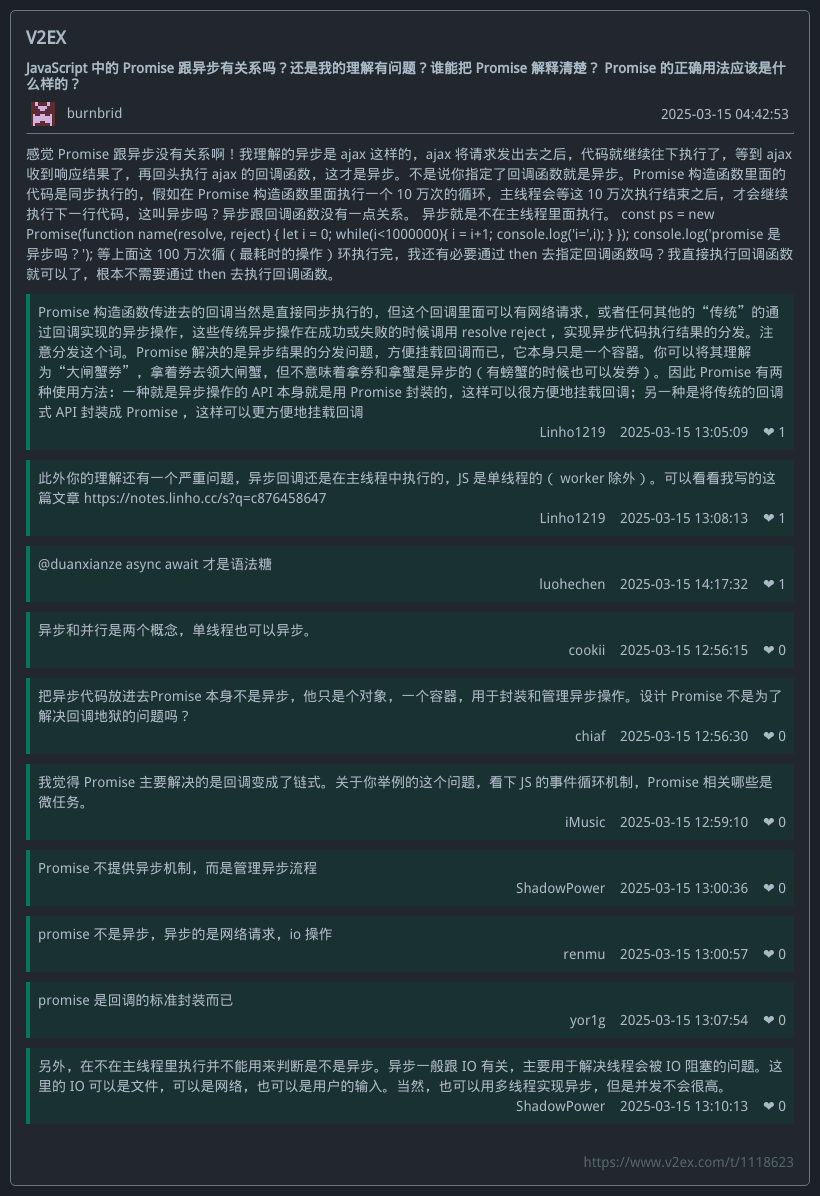 V2EX
JavaScript 中的 Promise 跟异步有关系吗？还是我的理解有问题？谁能把 Promise 解释清楚？ Promise 的正确用法应该是什
么样的？
burnbrid
2025-03-15 04:42:53
感觉 Promise 跟异步没有关系啊！我理解的异步是 ajax 这样的，ajax 将请求发出去之后，代码就继续往下执行了，等到 ajax
收到响应结果了，再回头执行 ajax 的回调函数，这才是异步。不是说你指定了回调函数就是异步。Promise 构造函数里面的
代码是同步执行的，假如在 Promise 构造函数里面执行一个 10 万次的循环，主线程会等这 10 万次执行结束之后，才会继续
执行下一行代码，这叫异步吗？异步跟回调函数没有一点关系。 异步就是不在主线程里面执行。 const ps = new
Promise(function name(resolve, reject) { let i = 0; while(i<1000000){ i = i+1; console.log('i=',i); } }); console.log('promise 是
异步吗？'); 等上面这 100 万次循（最耗时的操作）环执行完，我还有必要通过 then 去指定回调函数吗？我直接执行回调函数
就可以了，根本不需要通过 then 去执行回调函数。
Promise 构造函数传进去的回调当然是直接同步执行的，但这个回调里面可以有网络请求，或者任何其他的“传统”的通
过回调实现的异步操作，这些传统异步操作在成功或失败的时候调用 resolve reject ，实现异步代码执行结果的分发。注
意分发这个词。Promise 解决的是异步结果的分发问题，方便挂载回调而已，它本身只是一个容器。你可以将其理解
为“大闸蟹券”，拿着券去领大闸蟹，但不意味着拿券和拿蟹是异步的（有螃蟹的时候也可以发券）。因此 Promise 有两
种使用方法：一种就是异步操作的 API 本身就是用 Promise 封装的，这样可以很方便地挂载回调；另一种是将传统的回调
式 API 封装成 Promise ，这样可以更方便地挂载回调
Linho1219 2025-03-15 13:05:09 ❤ 1
此外你的理解还有一个严重问题，异步回调还是在主线程中执行的，JS 是单线程的（ worker 除外）。可以看看我写的这
篇文章 https://notes.linho.cc/s?q=c876458647
Linho1219 2025-03-15 13:08:13 ❤ 1
@duanxianze async await 才是语法糖
luohechen 2025-03-15 14:17:32 ❤ 1
异步和并行是两个概念，单线程也可以异步。
cookii 2025-03-15 12:56:15 ❤ 0
把异步代码放进去Promise 本身不是异步，他只是个对象，一个容器，用于封装和管理异步操作。设计 Promise 不是为了
解决回调地狱的问题吗？
chiaf 2025-03-15 12:56:30 ❤ 0
我觉得 Promise 主要解决的是回调变成了链式。关于你举例的这个问题，看下 JS 的事件循环机制，Promise 相关哪些是
微任务。
iMusic 2025-03-15 12:59:10 ❤ 0
Promise 不提供异步机制，而是管理异步流程
ShadowPower 2025-03-15 13:00:36 ❤ 0
promise 不是异步，异步的是网络请求，io 操作
renmu 2025-03-15 13:00:57 ❤ 0
promise 是回调的标准封装而已
yor1g 2025-03-15 13:07:54 ❤ 0
另外，在不在主线程里执行并不能用来判断是不是异步。异步一般跟 IO 有关，主要用于解决线程会被 IO 阻塞的问题。这
里的 IO 可以是文件，可以是网络，也可以是用户的输入。当然，也可以用多线程实现异步，但是并发不会很高。
ShadowPower 2025-03-15 13:10:13 ❤ 0
https://www.v2ex.com/t/1118623